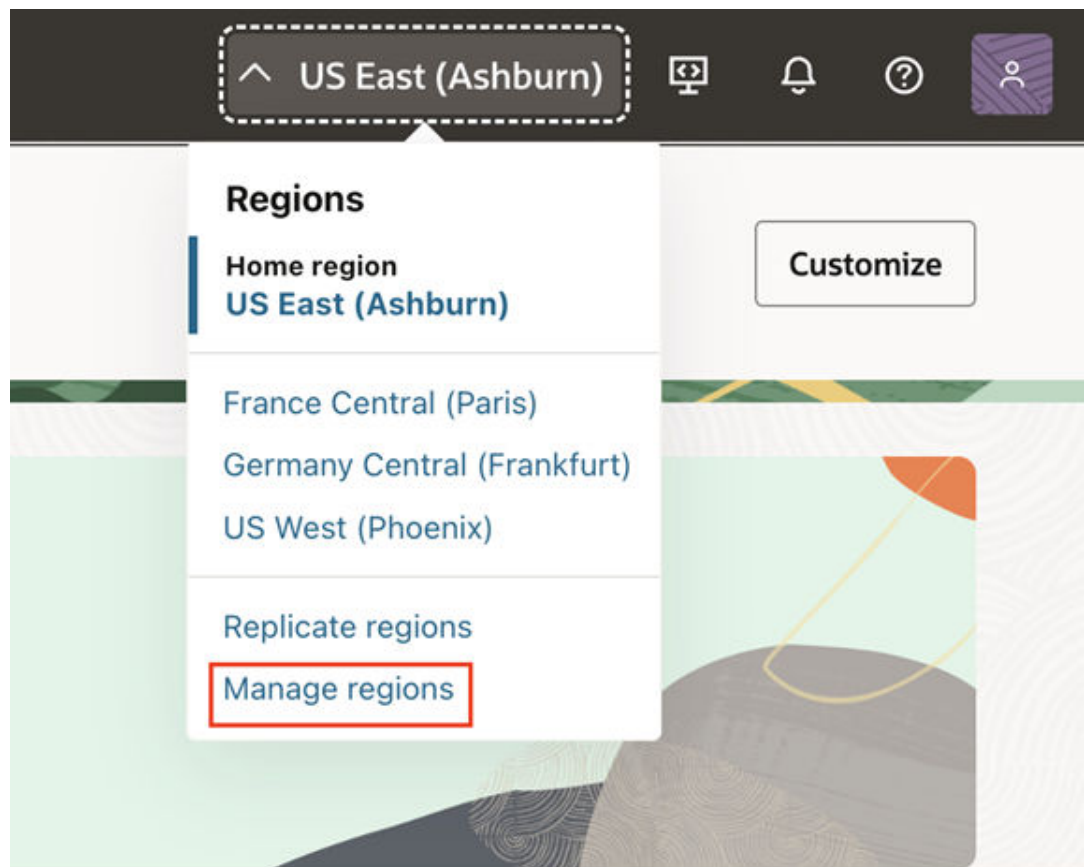 US East (Ashburn)
Regions
Home region
US East (Ashburn)
Customize
France Central (Paris)
Germany Central (Frankfurt)
US West (Phoenix)
Replicate regions
Manage regions